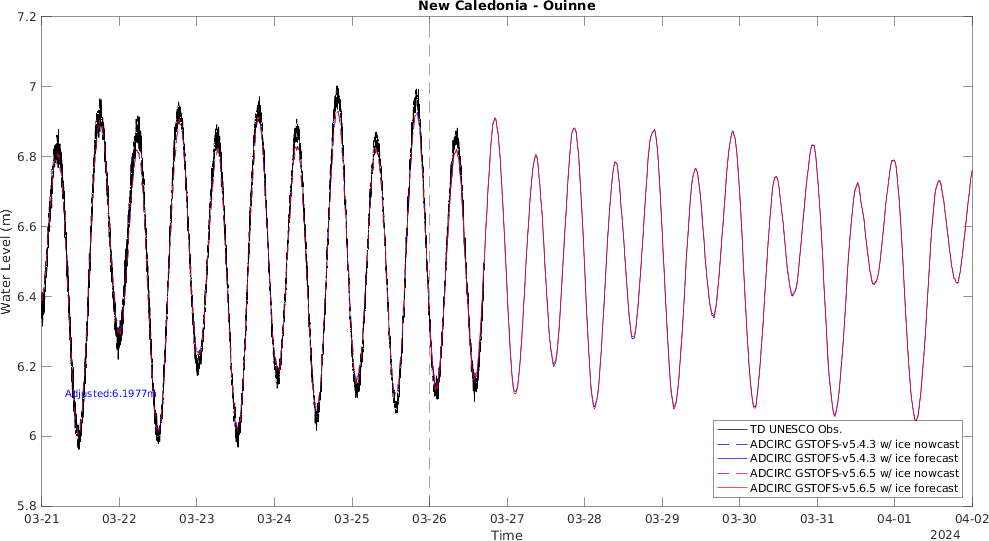 New Caledonia - Ouinne
7.2
7
6.8
6.6
6.4
6.2
6
5.8
Water Level (m)
Adjusted:6.1977m
TD UNESCO Obs.
ADCIRC GSTOFS-v5.4.3 w/ ice nowcast
ADCIRC GSTOFS-v5.4.3 w/ ice forecast
ADCIRC GSTOFS-v5.6.5 w/ ice nowcast
ADCIRC GSTOFS-v5.6.5 w/ ice forecast
03-21 03-22 03-23 03-24 03-25 03-26 03-27 03-28 03-29 03-30 03-31 04-01 04-02
Time
2024